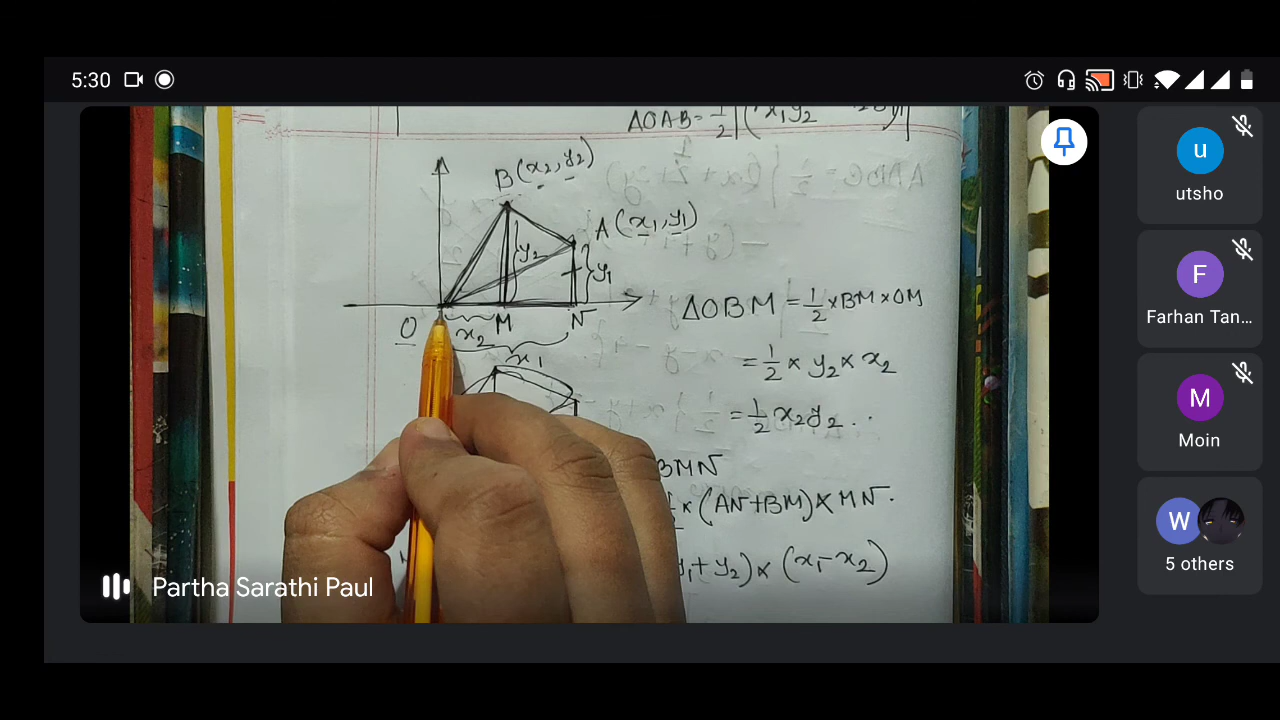 5:30
ΔOAB = 1/2 |(x₁y₂
B(x₂, y₂)
A(x₁, y₁)
y₂
y₁
O
M
N
x₂
x₁
ΔOBM = 1/2 × BM × OM
= 1/2 × y₂ × x₂
= 1/2 x₂y₂ .
BMN
× (AN + BM) × MN.
y₁ + y₂) × (x₁ - x₂)
Partha Sarathi Paul
u
utsho
F
Farhan Tan...
M
Moin
W
5 others